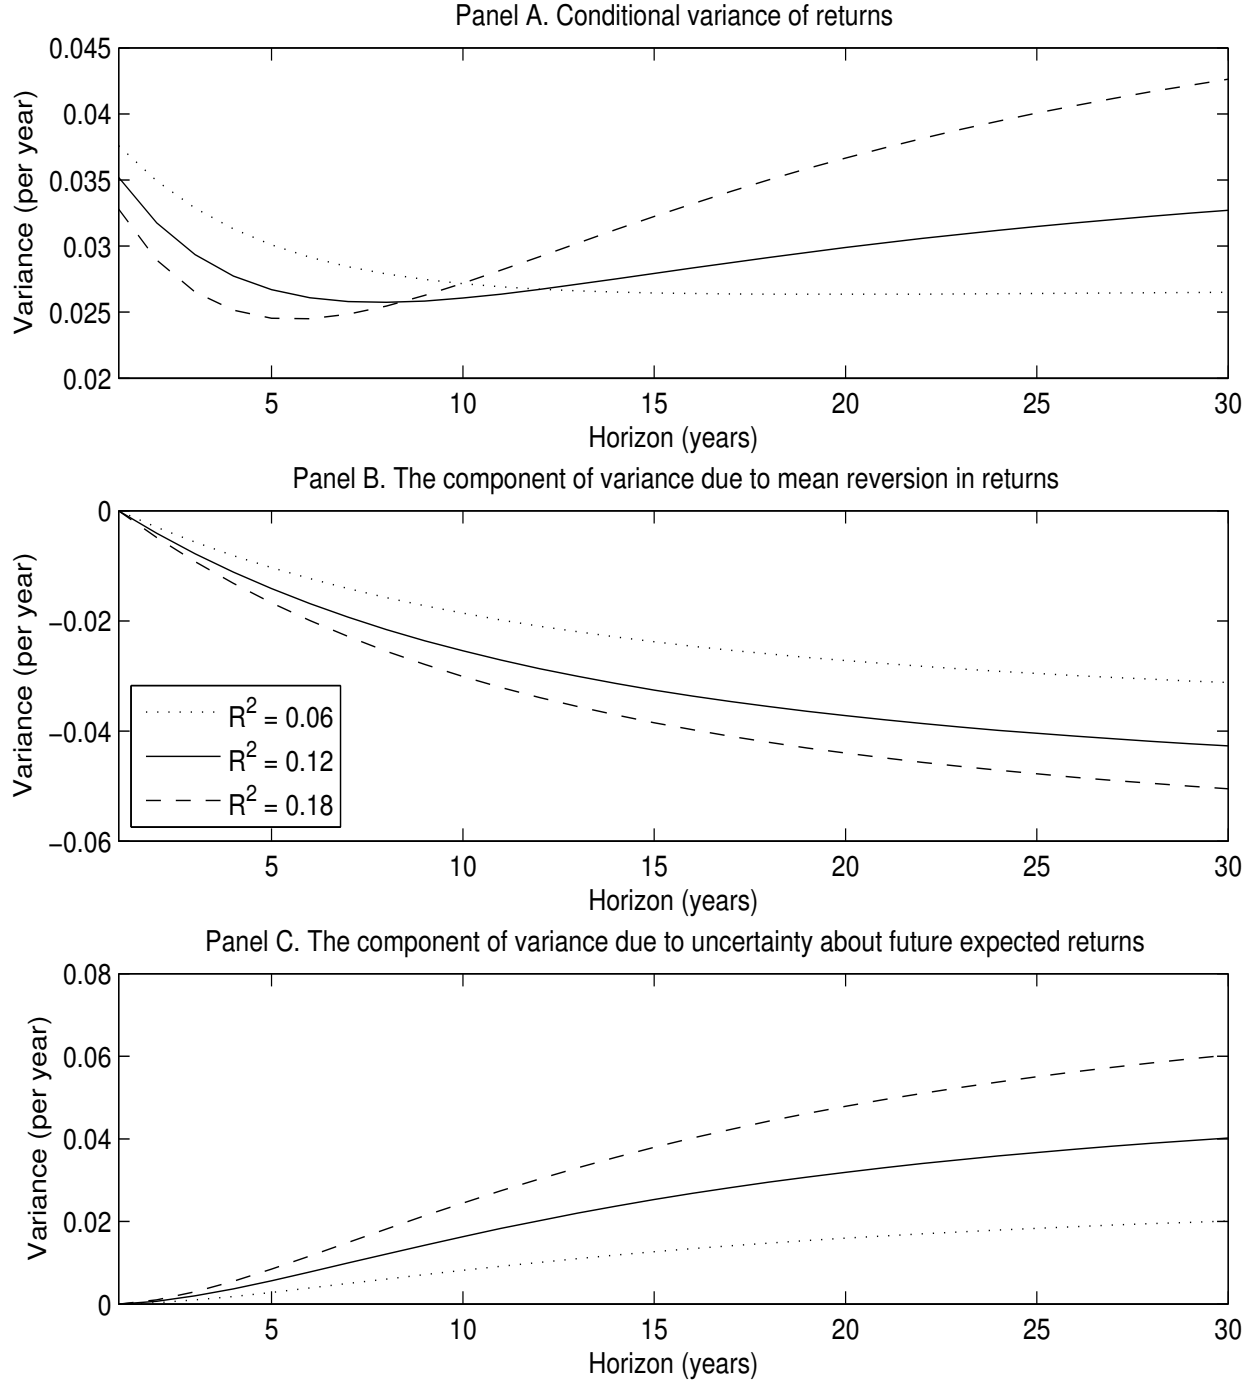 Panel A. Conditional variance of returns
0.045
0.04
0.035
0.03
0.025
0.02
Variance (per year)
5 10 15 20 25 30
Horizon (years)
Panel B. The component of variance due to mean reversion in returns
0
−0.02
−0.04
−0.06
Variance (per year)
R² = 0.06
R² = 0.12
R² = 0.18
5 10 15 20 25 30
Horizon (years)
Panel C. The component of variance due to uncertainty about future expected returns
0.08
0.06
0.04
0.02
0
Variance (per year)
5 10 15 20 25 30
Horizon (years)